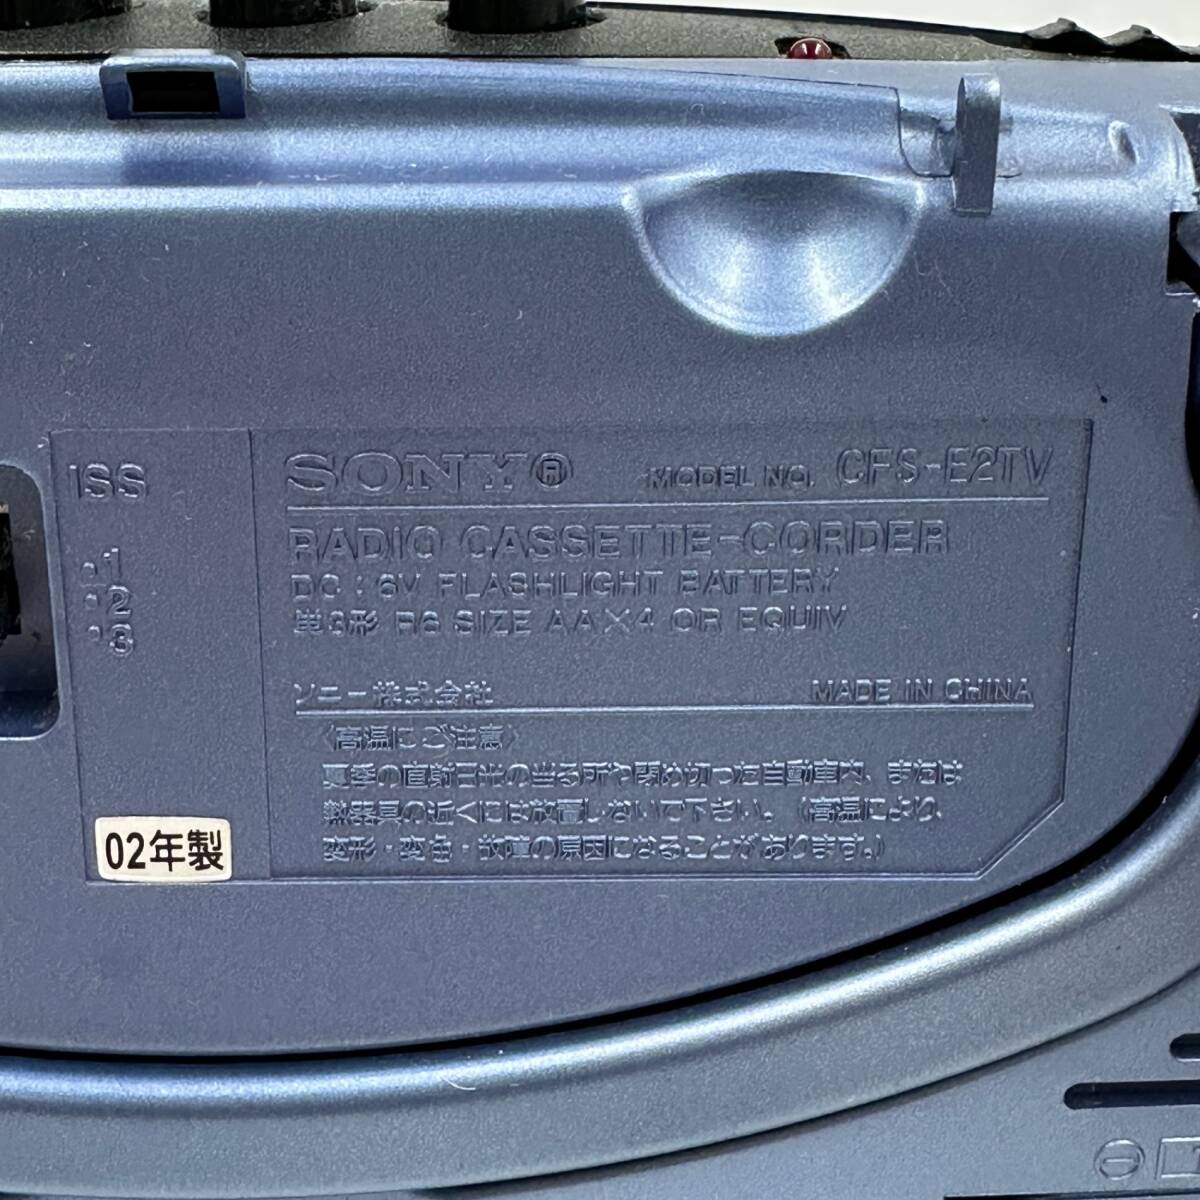 ISS
・1
・2
・3
02年製
SONY® MODEL NO. CFS-E2TV
RADIO CASSETTE-CORDER
DC : 6V FLASHLIGHT BATTERY
単3形 R6 SIZE AA×4 OR EQUIV
ソニー株式会社 MADE IN CHINA
〈高温にご注意〉
夏季の直射日光の当る所や閉め切った自動車内、または
熱器具の近くには放置しないで下さい。(高温により、
変形・変色・故障の原因になることがあります。)